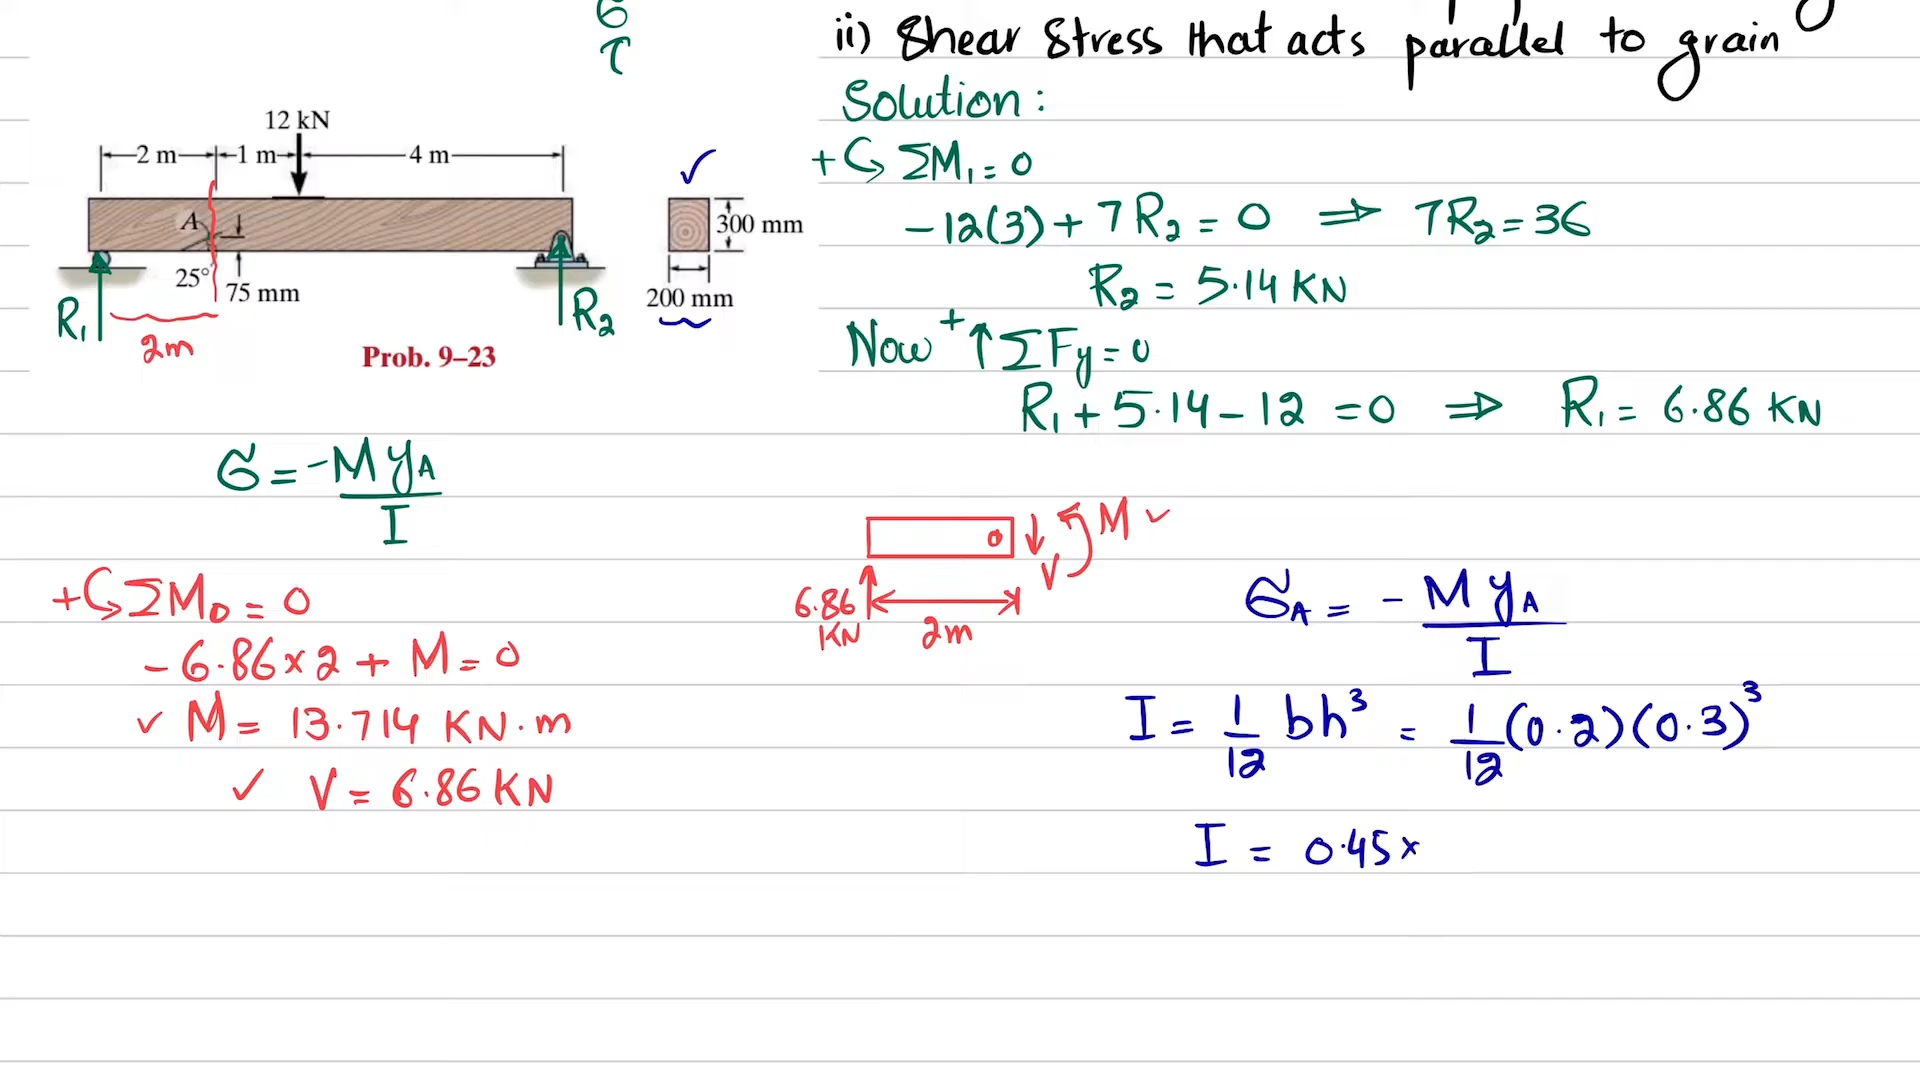 ii) Shear Stress that acts parallel to grain
Solution :
+ ΣM₁ = 0
-12(3) + 7R₂ = 0 ⇒ 7R₂ = 36
R₂ = 5.14 KN
Now +↑ΣFy = 0
R₁ + 5.14 - 12 = 0 ⇒ R₁ = 6.86 KN
6
τ
12 kN
2 m 1 m 4 m
A
300 mm
25°
75 mm
200 mm
R₁ R₂
2m
Prob. 9–23
σ = -M yA / I
+ ΣMo = 0
-6.86×2 + M = 0
✓ M = 13.714 KN.m
✓ V = 6.86 KN
o M ✓
V
6.86
KN
2m
σA = - M yA / I
I = 1/12 bh³ = 1/12 (0.2)(0.3)³
I = 0.45×